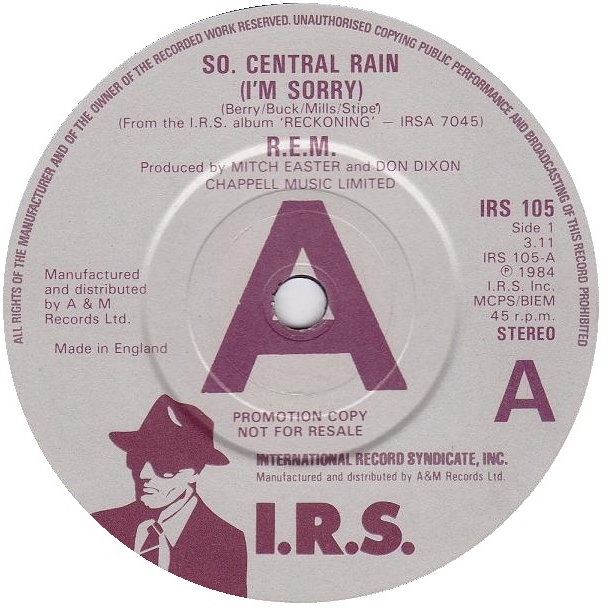 ALL RIGHTS OF THE MANUFACTURER AND OF THE OWNER OF THE RECORDED WORK RESERVED. UNAUTHORISED COPYING PUBLIC PERFORMANCE AND BROADCASTING OF THIS RECORD PROHIBITED
SO. CENTRAL RAIN
(I'M SORRY)
(Berry/Buck/Mills/Stipe')
(From the I.R.S. album 'RECKONING' – IRSA 7045)
R.E.M.
Produced by MITCH EASTER and DON DIXON
CHAPPELL MUSIC LIMITED
IRS 105
Side 1
3.11
IRS 105-A
℗ 1984
I.R.S. Inc.
MCPS/BIEM
45 r.p.m.
STEREO
Manufactured
and distributed
by A & M
Records Ltd.
Made in England
A
A
PROMOTION COPY
NOT FOR RESALE
INTERNATIONAL RECORD SYNDICATE, INC.
Manufactured and distributed by A&M Records Ltd.
I.R.S.